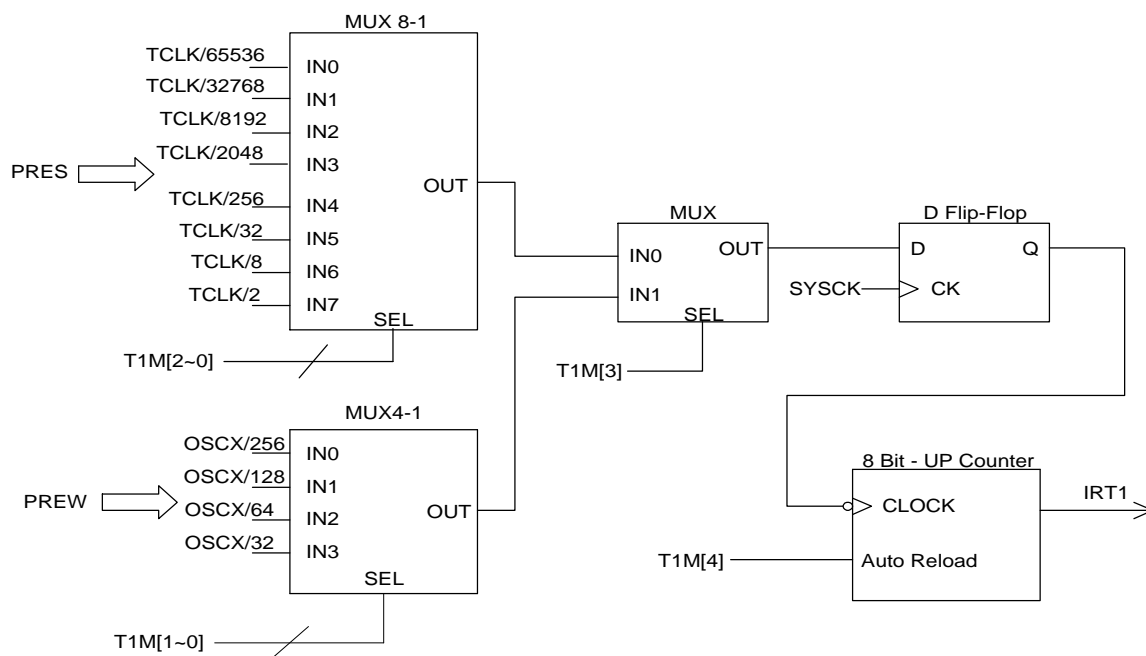 MUX 8-1
TCLK/65536
IN0
TCLK/32768
IN1
TCLK/8192
IN2
TCLK/2048
IN3
PRES
TCLK/256
IN4
OUT
TCLK/32
IN5
TCLK/8
IN6
TCLK/2
IN7
SEL
T1M[2~0]
MUX
IN0
OUT
IN1
SEL
T1M[3]
D Flip-Flop
D
Q
SYSCK
CK
MUX4-1
OSCX/256
IN0
OSCX/128
IN1
PREW
OSCX/64
IN2
OUT
OSCX/32
IN3
SEL
T1M[1~0]
8 Bit - UP Counter
CLOCK
IRT1
T1M[4]
Auto Reload